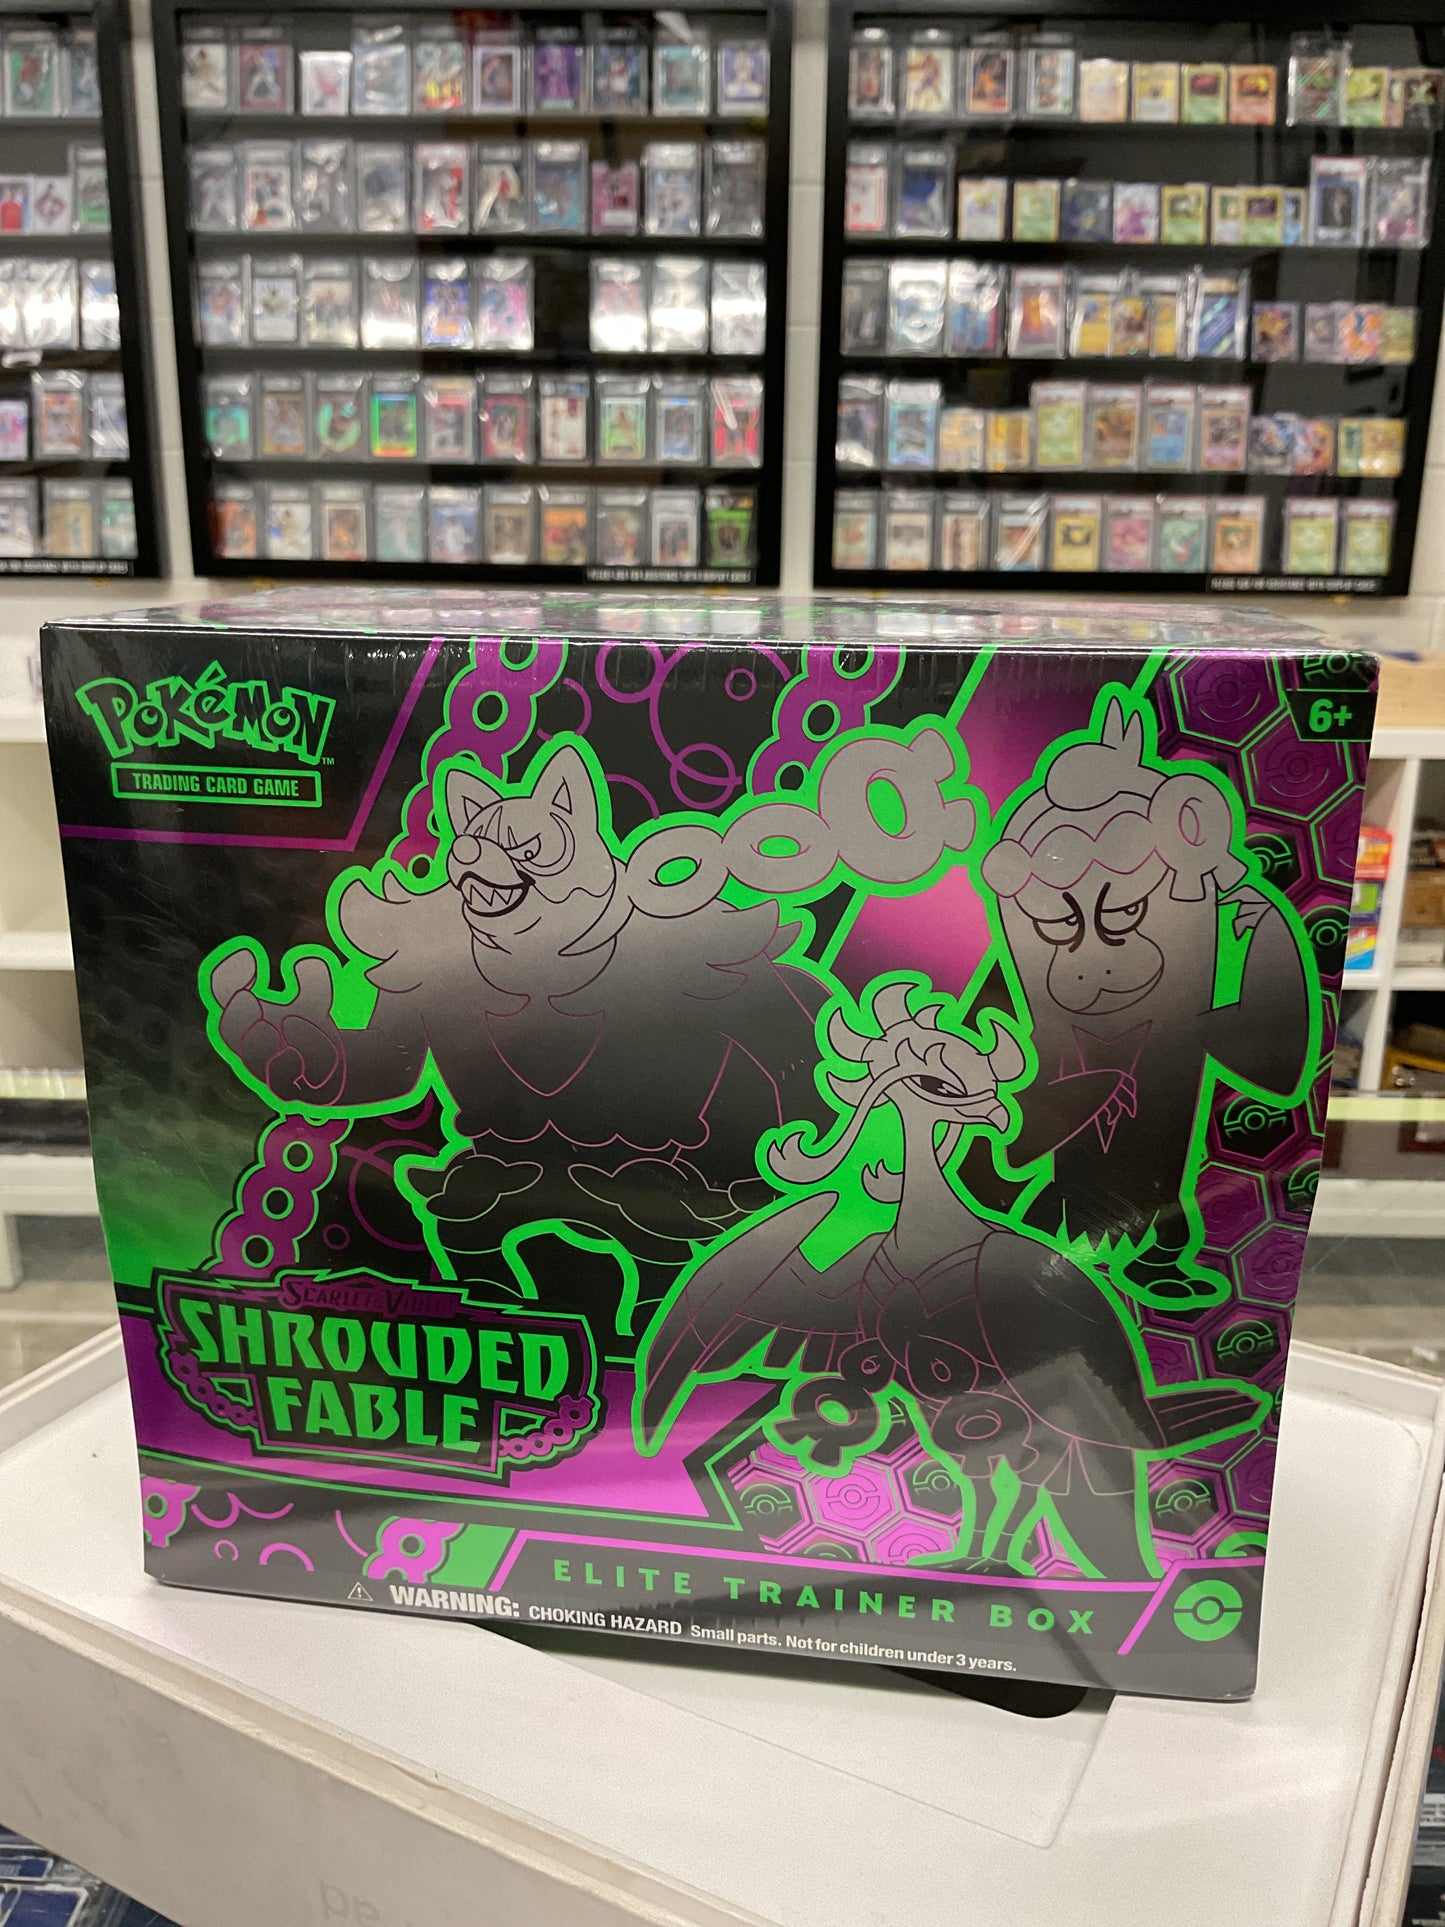 POKéMON
™
TRADING CARD GAME
6+
SCARLET & VIOLET
SHROUDED
FABLE
ELITE TRAINER BOX
WARNING: CHOKING HAZARD Small parts. Not for children under 3 years.